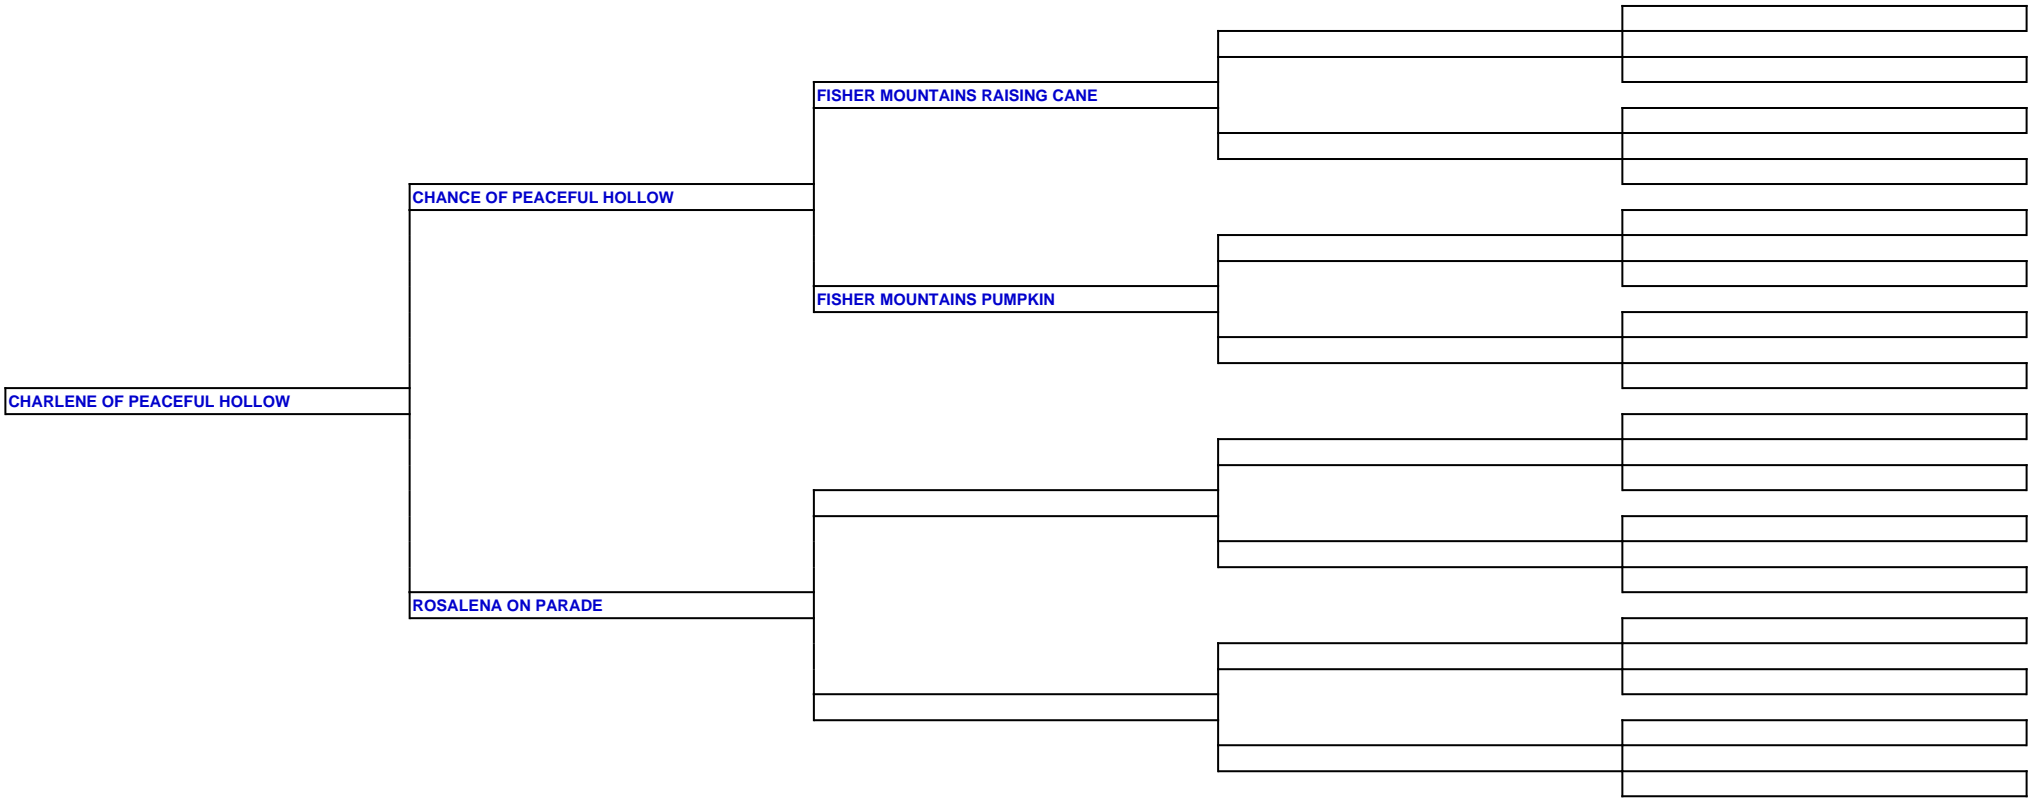 FISHER MOUNTAINS RAISING CANE
CHANCE OF PEACEFUL HOLLOW
FISHER MOUNTAINS PUMPKIN
CHARLENE OF PEACEFUL HOLLOW
ROSALENA ON PARADE